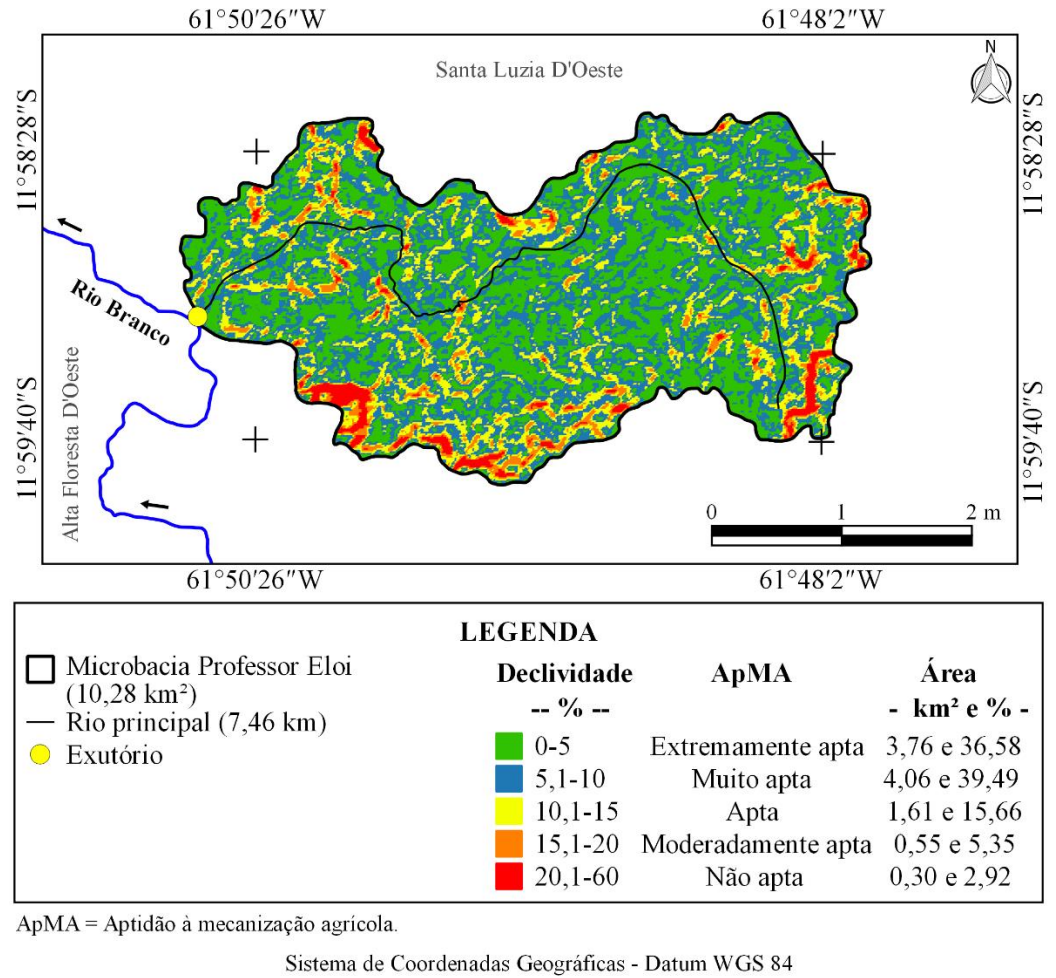 61°50'26"W 61°48'2"W
Santa Luzia D'Oeste
N
11°58'28"S
11°58'28"S
Rio Branco
Alta Floresta D'Oeste
11°59'40"S
11°59'40"S
0 1 2 m
61°50'26"W 61°48'2"W
LEGENDA
Microbacia Professor Eloi
(10,28 km²)
Rio principal (7,46 km)
Exutório
Declividade ApMA Área
-- % -- - km² e % -
0-5 Extremamente apta 3,76 e 36,58
5,1-10 Muito apta 4,06 e 39,49
10,1-15 Apta 1,61 e 15,66
15,1-20 Moderadamente apta 0,55 e 5,35
20,1-60 Não apta 0,30 e 2,92
ApMA = Aptidão à mecanização agrícola.
Sistema de Coordenadas Geográficas - Datum WGS 84